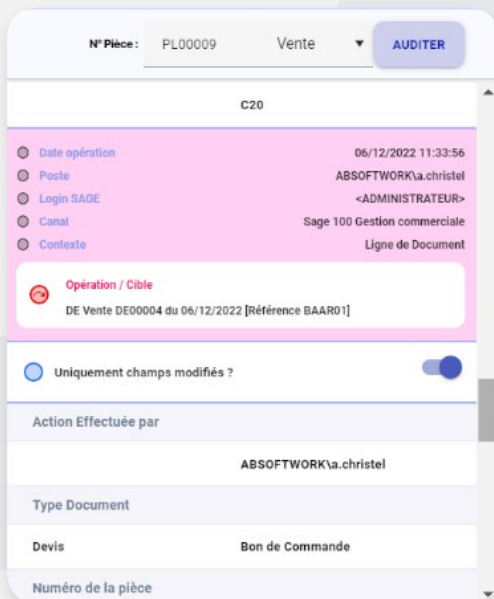 N° Pièce : PL00009 Vente AUDITER
C20
Date opération 06/12/2022 11:33:56
Poste ABSOFTWORK\a.christel
Login SAGE <ADMINISTRATEUR>
Canal Sage 100 Gestion commerciale
Contexte Ligne de Document
Opération / Cible
DE Vente DE00004 du 06/12/2022 [Référence BAAR01]
Uniquement champs modifiés ?
Action Effectuée par
ABSOFTWORK\a.christel
Type Document
Devis Bon de Commande
Numéro de la pièce